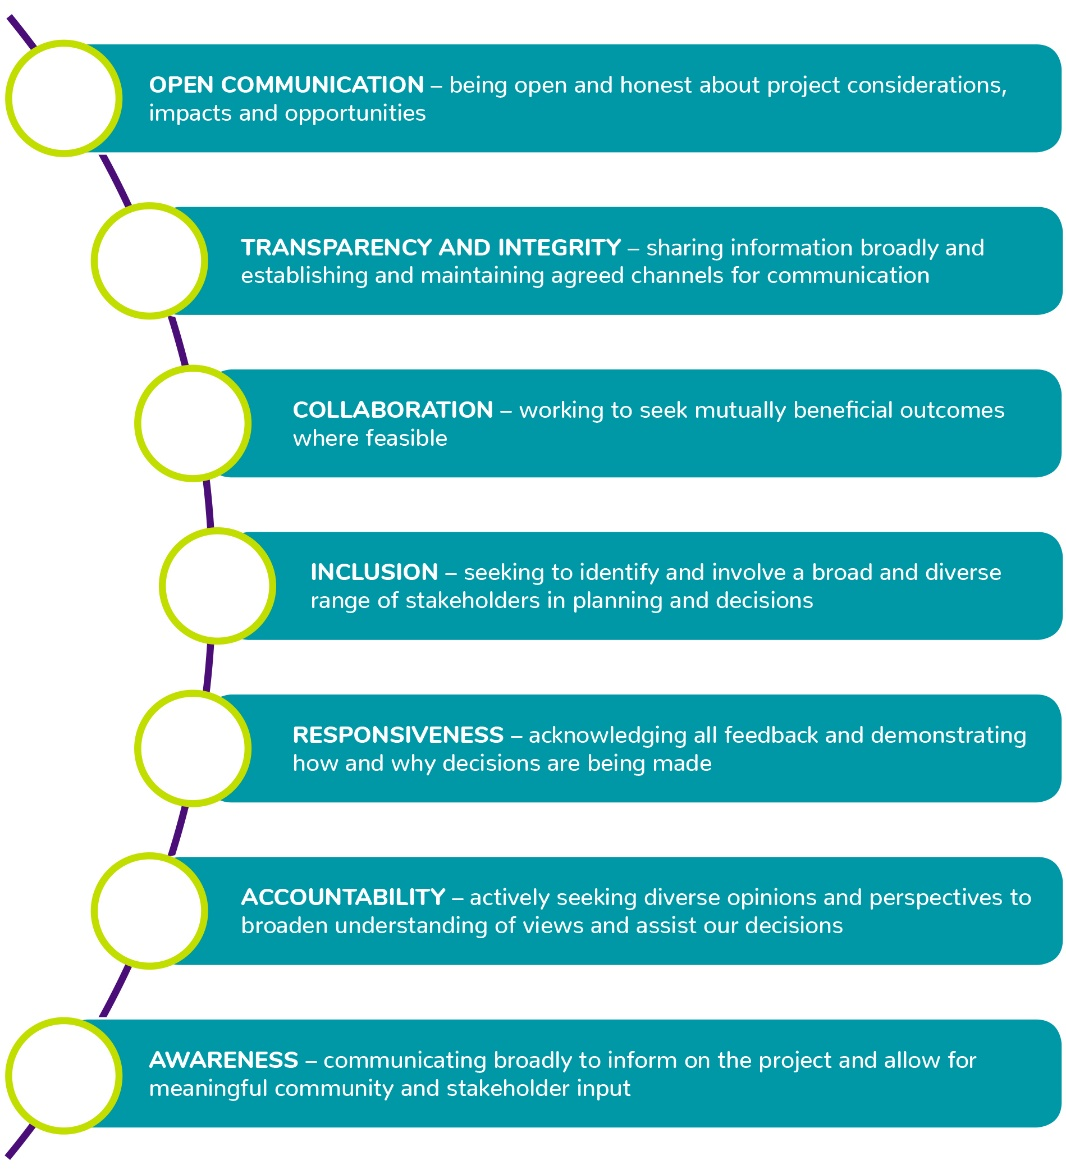 OPEN COMMUNICATION – being open and honest about project considerations,
impacts and opportunities
TRANSPARENCY AND INTEGRITY – sharing information broadly and
establishing and maintaining agreed channels for communication
COLLABORATION – working to seek mutually beneficial outcomes
where feasible
INCLUSION – seeking to identify and involve a broad and diverse
range of stakeholders in planning and decisions
RESPONSIVENESS – acknowledging all feedback and demonstrating
how and why decisions are being made
ACCOUNTABILITY – actively seeking diverse opinions and perspectives to
broaden understanding of views and assist our decisions
AWARENESS – communicating broadly to inform on the project and allow for
meaningful community and stakeholder input